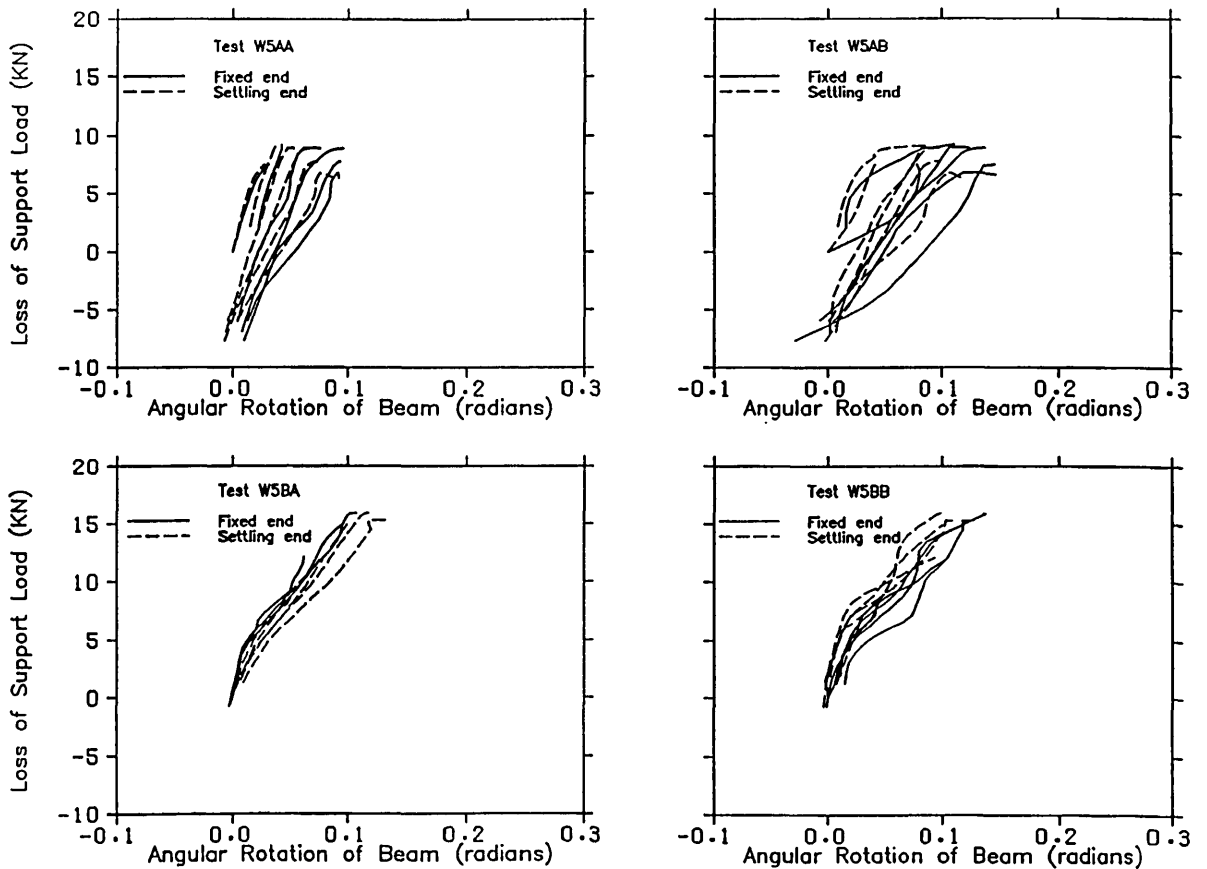 Test W5AA
Fixed end
Settling end
20
15
10
5
0
-5
-10
-0.1
0.0
0.1
0.2
0.3
Loss of Support Load (KN)
Angular Rotation of Beam (radians)
Test W5AB
Fixed end
Settling end
-0.1
0.0
0.1
0.2
0.3
Angular Rotation of Beam (radians)
Test W5BA
Fixed end
Settling end
20
15
10
5
0
-5
-10
-0.1
0.0
0.1
0.2
0.3
Loss of Support Load (KN)
Angular Rotation of Beam (radians)
Test W5BB
Fixed end
Settling end
-0.1
0.0
0.1
0.2
0.3
Angular Rotation of Beam (radians)